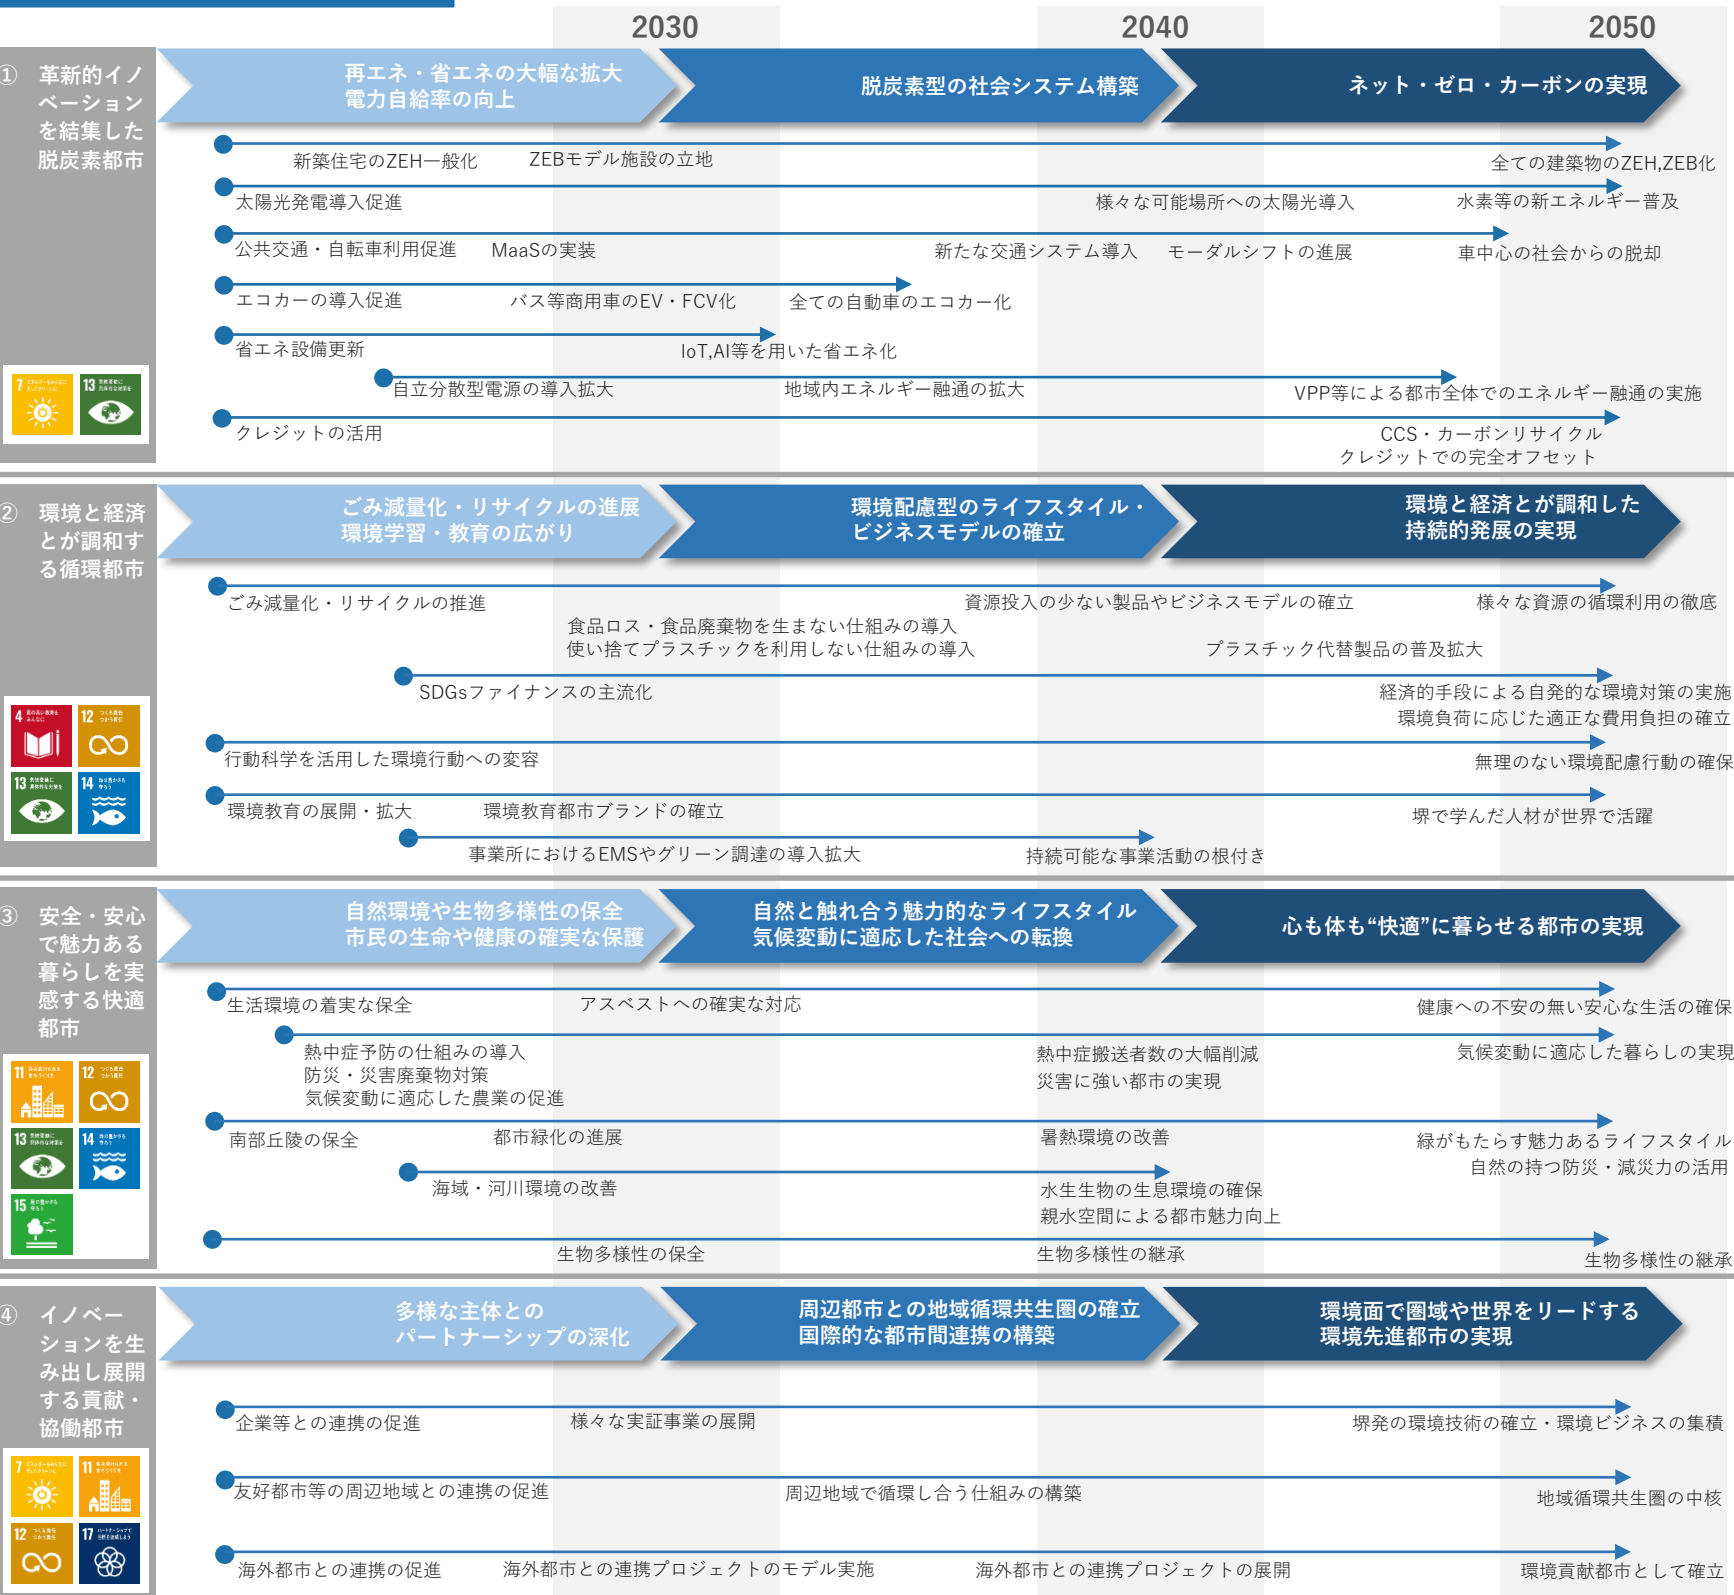 2030
2040
2050
① 革新的イノ
ベーション
を結集した
脱炭素都市
再エネ・省エネの大幅な拡大
電力自給率の向上
脱炭素型の社会システム構築
ネット・ゼロ・カーボンの実現
新築住宅のZEH一般化
ZEBモデル施設の立地
全ての建築物のZEH,ZEB化
太陽光発電導入促進
様々な可能場所への太陽光導入
水素等の新エネルギー普及
公共交通・自転車利用促進
MaaSの実装
新たな交通システム導入
モーダルシフトの進展
車中心の社会からの脱却
エコカーの導入促進
バス等商用車のEV・FCV化
全ての自動車のエコカー化
省エネ設備更新
IoT,AI等を用いた省エネ化
自立分散型電源の導入拡大
地域内エネルギー融通の拡大
VPP等による都市全体でのエネルギー融通の実施
クレジットの活用
CCS・カーボンリサイクル
クレジットでの完全オフセット
7
13
② 環境と経済
とが調和す
る循環都市
ごみ減量化・リサイクルの進展
環境学習・教育の広がり
環境配慮型のライフスタイル・
ビジネスモデルの確立
環境と経済とが調和した
持続的発展の実現
ごみ減量化・リサイクルの推進
資源投入の少ない製品やビジネスモデルの確立
様々な資源の循環利用の徹底
食品ロス・食品廃棄物を生まない仕組みの導入
使い捨てプラスチックを利用しない仕組みの導入
プラスチック代替製品の普及拡大
SDGsファイナンスの主流化
経済的手段による自発的な環境対策の実施
環境負荷に応じた適正な費用負担の確立
行動科学を活用した環境行動への変容
無理のない環境配慮行動の確保
環境教育の展開・拡大
環境教育都市ブランドの確立
堺で学んだ人材が世界で活躍
事業所におけるEMSやグリーン調達の導入拡大
持続可能な事業活動の根付き
4
12
13
14
③ 安全・安心
で魅力ある
暮らしを実
感する快適
都市
自然環境や生物多様性の保全
市民の生命や健康の確実な保護
自然と触れ合う魅力的なライフスタイル
気候変動に適応した社会への転換
心も体も“快適”に暮らせる都市の実現
生活環境の着実な保全
アスベストへの確実な対応
健康への不安の無い安心な生活の確保
熱中症予防の仕組みの導入
防災・災害廃棄物対策
気候変動に適応した農業の促進
熱中症搬送者数の大幅削減
災害に強い都市の実現
気候変動に適応した暮らしの実現
南部丘陵の保全
都市緑化の進展
暑熱環境の改善
緑がもたらす魅力あるライフスタイル
自然の持つ防災・減災力の活用
海域・河川環境の改善
水生生物の生息環境の確保
親水空間による都市魅力向上
生物多様性の保全
生物多様性の継承
生物多様性の継承
11
12
13
14
15
④ イノベー
ションを生
み出し展開
する貢献・
協働都市
多様な主体との
パートナーシップの深化
周辺都市との地域循環共生圏の確立
国際的な都市間連携の構築
環境面で圏域や世界をリードする
環境先進都市の実現
企業等との連携の促進
様々な実証事業の展開
堺発の環境技術の確立・環境ビジネスの集積
友好都市等の周辺地域との連携の促進
周辺地域で循環し合う仕組みの構築
地域循環共生圏の中核
海外都市との連携の促進
海外都市との連携プロジェクトのモデル実施
海外都市との連携プロジェクトの展開
環境貢献都市として確立
7
11
12
17